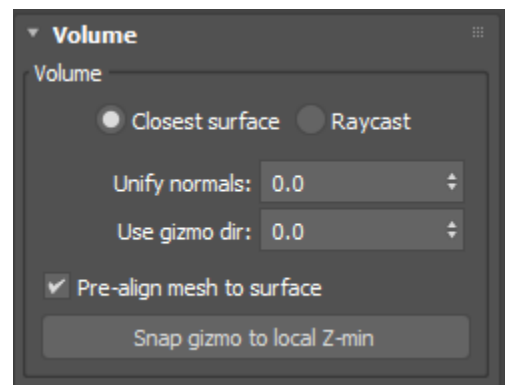 Volume
Volume
Closest surface Raycast
Unify normals: 0.0
Use gizmo dir: 0.0
Pre-align mesh to surface
Snap gizmo to local Z-min